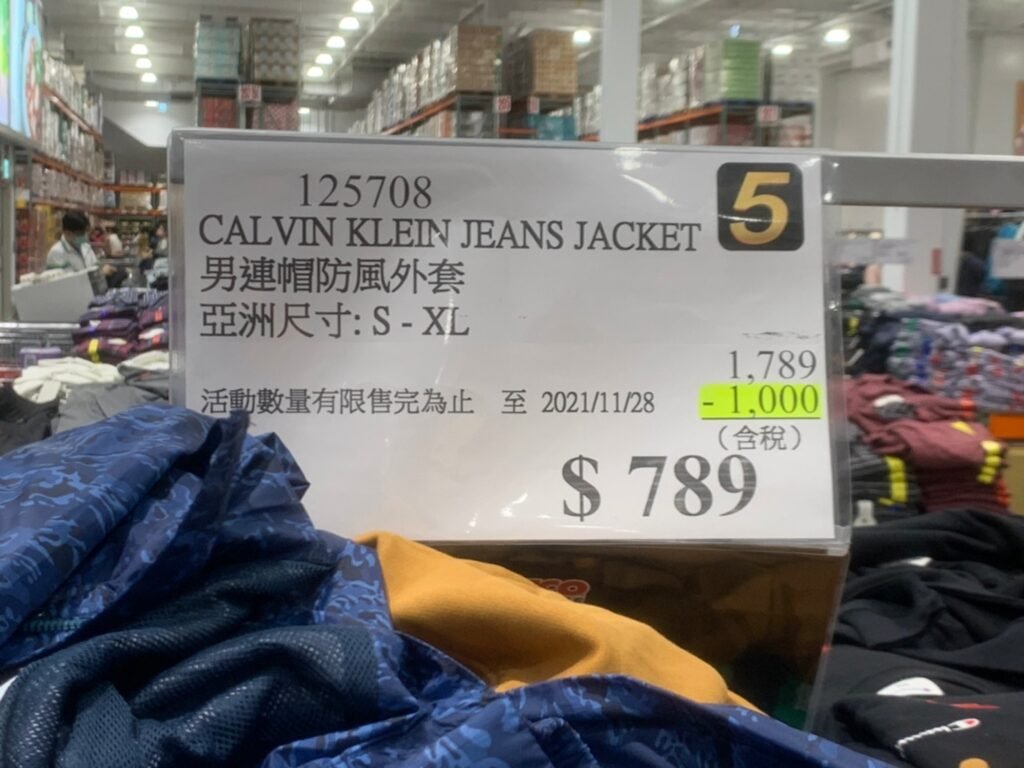 125708
5
CALVIN KLEIN JEANS JACKET
男連帽防風外套
亞洲尺寸: S - XL
1,789
活動數量有限售完為止 至 2021/11/28 - 1,000
(含稅)
$ 789